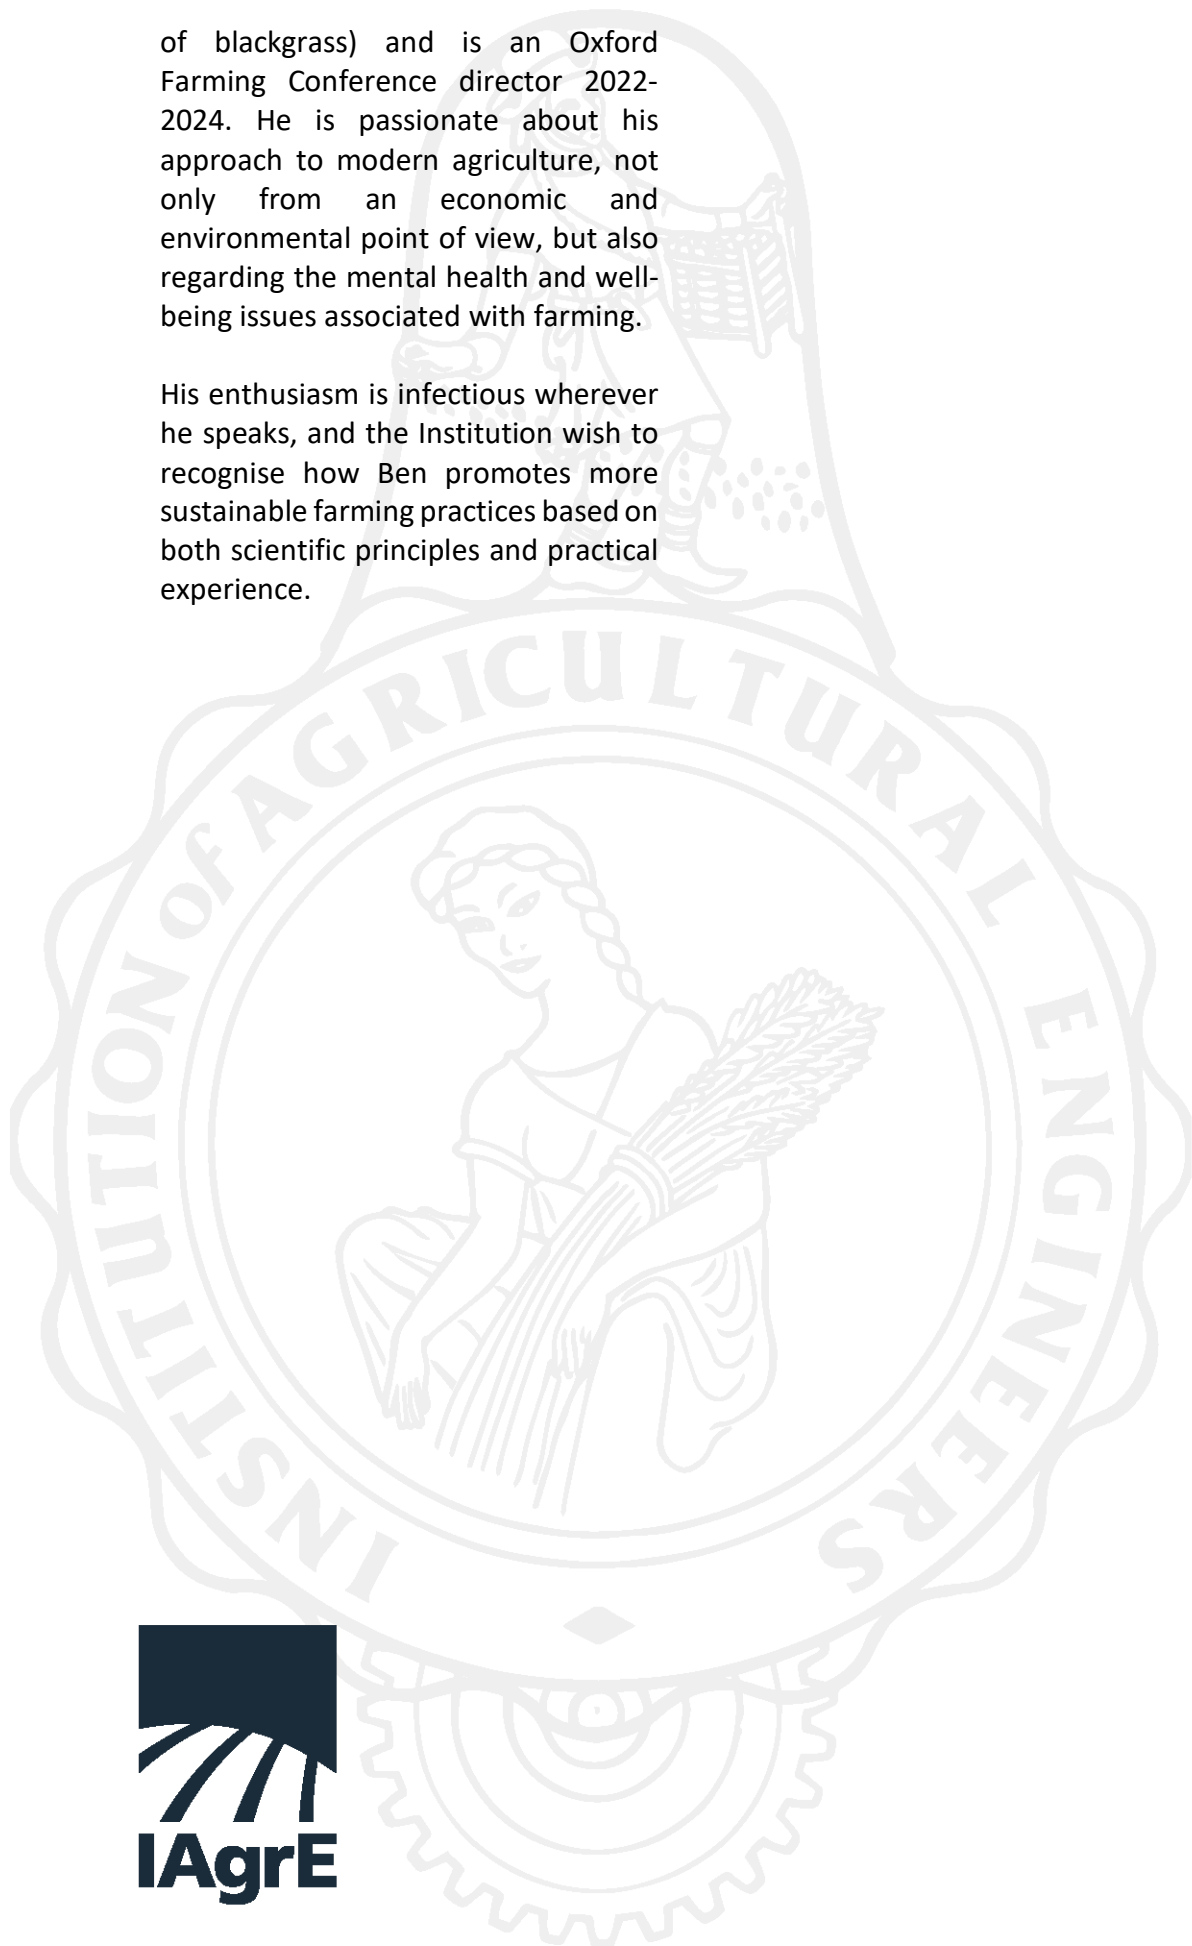 of blackgrass) and is an Oxford
Farming Conference director 2022-
2024. He is passionate about his
approach to modern agriculture, not
only from an economic and
environmental point of view, but also
regarding the mental health and well-
being issues associated with farming.
His enthusiasm is infectious wherever
he speaks, and the Institution wish to
recognise how Ben promotes more
sustainable farming practices based on
both scientific principles and practical
experience.
INSTITUTION of AGRICULTURAL ENGINEERS
IAgrE